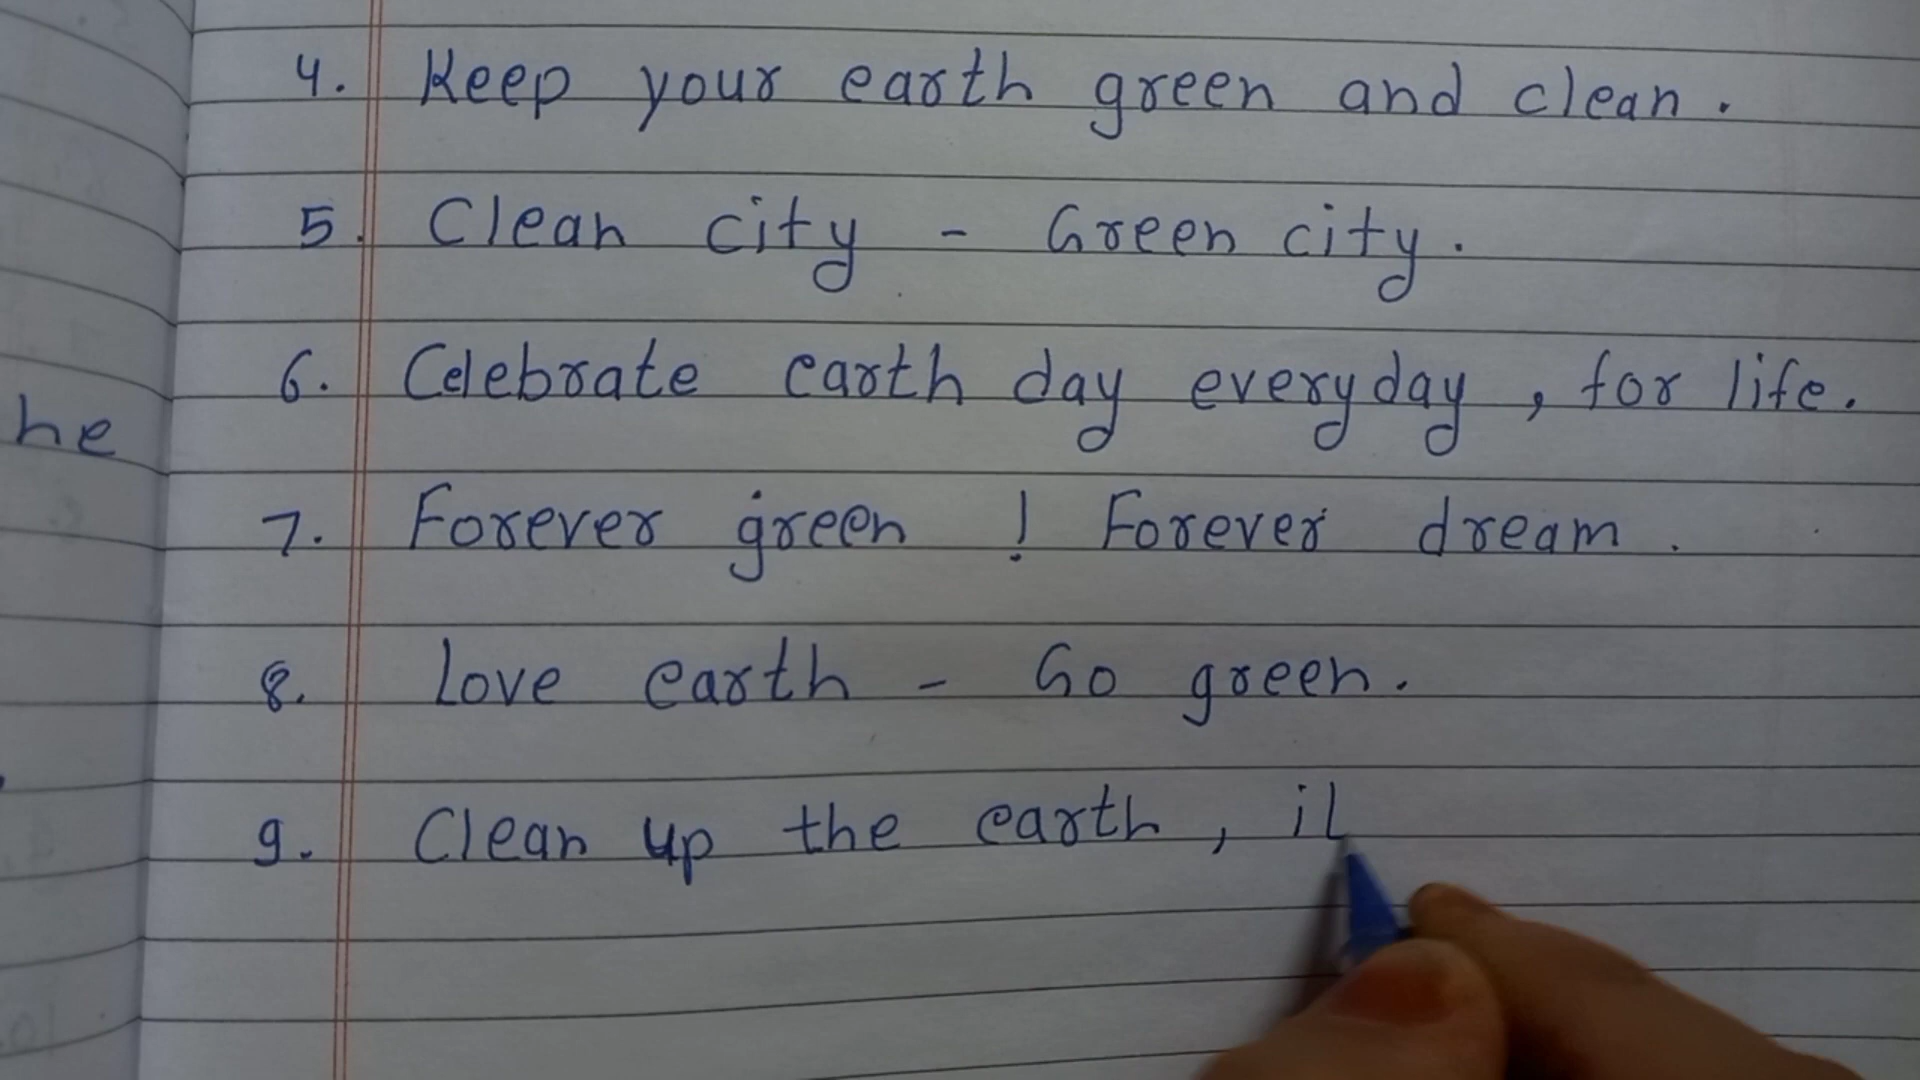 4. Keep your earth green and clean.
5. Clean city - Green city.
he
6. Celebrate earth day everyday, for life.
7. Forever green ! Forever dream.
8. Love earth - Go green.
9. Clean up the earth,